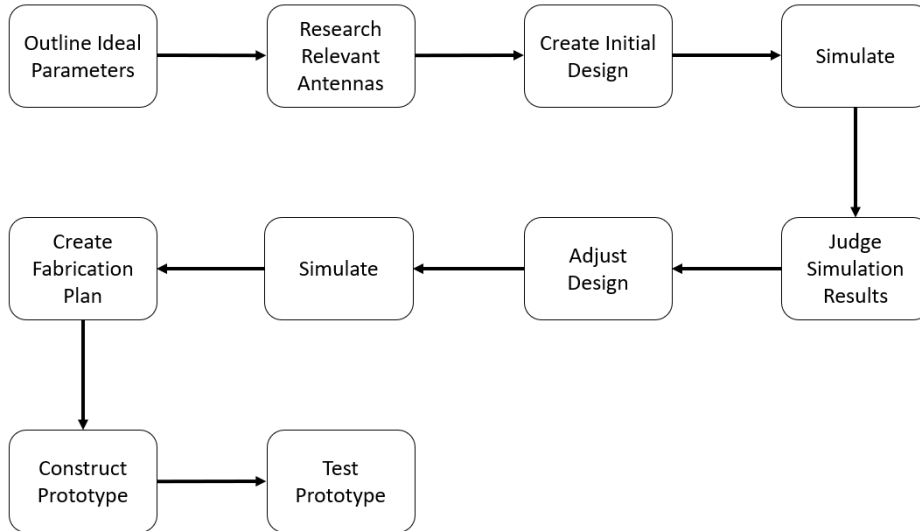 Outline Ideal
Parameters
Research
Relevant
Antennas
Create Initial
Design
Simulate
Judge
Simulation
Results
Adjust
Design
Simulate
Create
Fabrication
Plan
Construct
Prototype
Test
Prototype